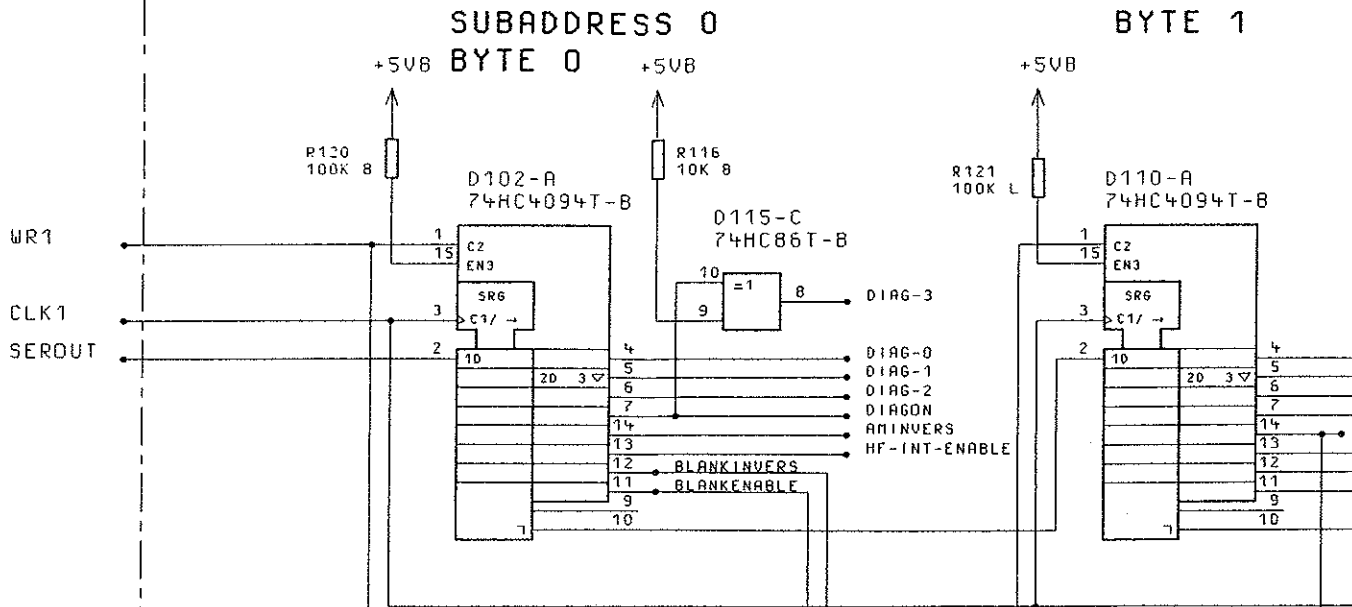 SUBADDRESS 0
BYTE 0
BYTE 1
+5VB
+5VB
+5VB
R120
100K B
R116
10K B
R121
100K L
D102-A
74HC4094T-B
D115-C
74HC86T-B
D110-A
74HC4094T-B
WR1
CLK1
SEROUT
1
15
3
2
C2
EN3
SRG
C1/ →
1D
2D 3 ▽
4
5
6
7
14
13
12
11
9
10
10
9
=1
8
DIAG-3
DIAG-0
DIAG-1
DIAG-2
DIAGON
AMINVERS
HF-INT-ENABLE
BLANKINVERS
BLANKENABLE
1
15
3
2
C2
EN3
SRG
C1/ →
1D
2D 3 ▽
4
5
6
7
14
13
12
11
9
10